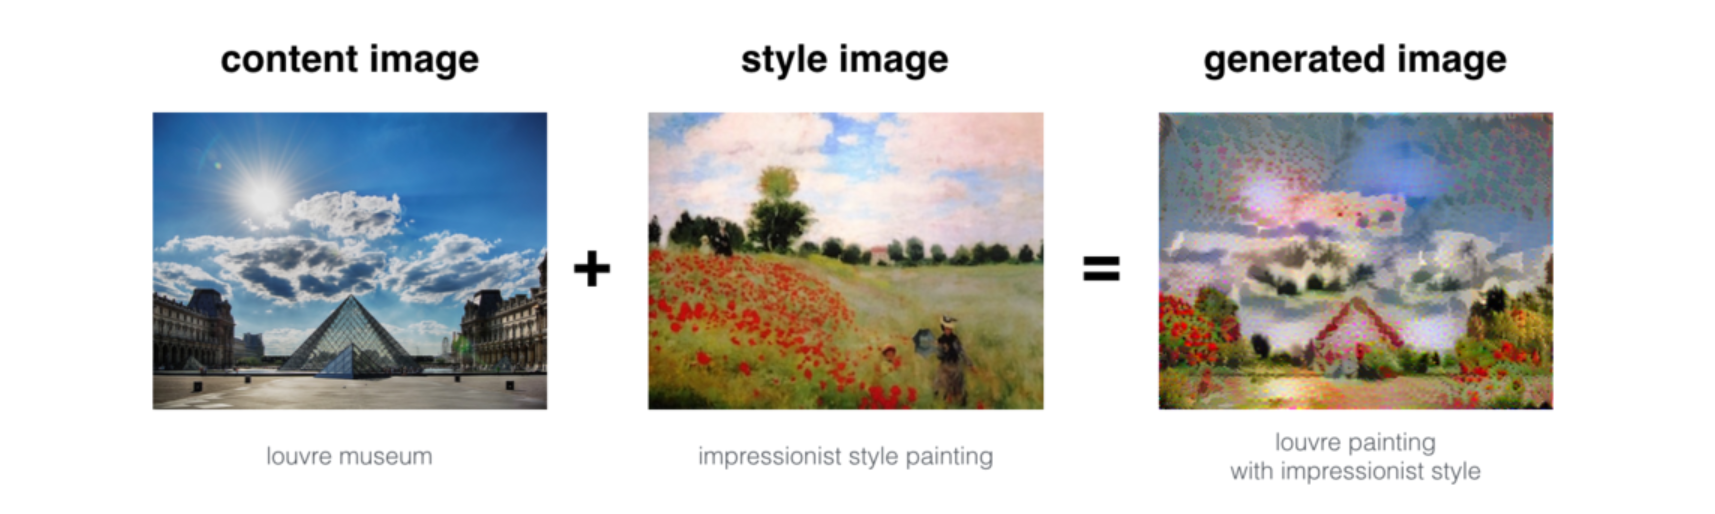 content image
style image
generated image
+
=
louvre museum
impressionist style painting
louvre painting
with impressionist style